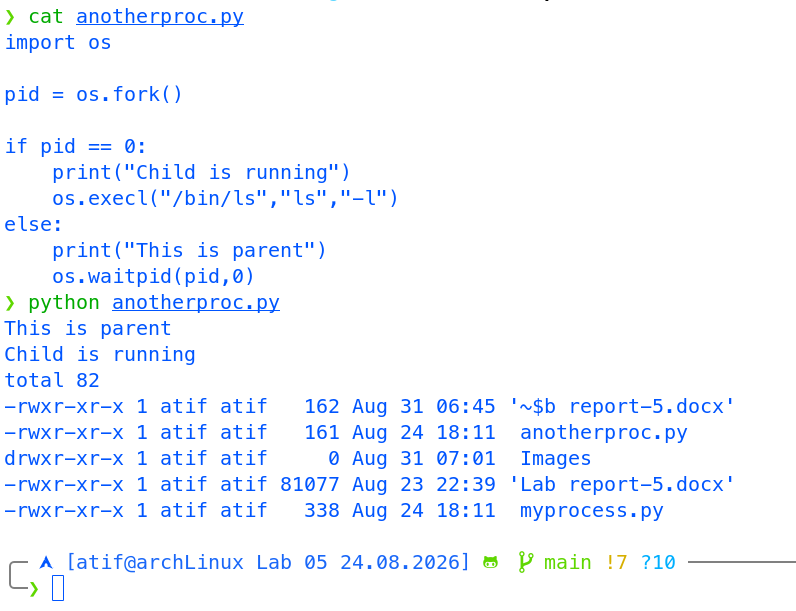 ❯ cat anotherproc.py
import os

pid = os.fork()

if pid == 0:
    print("Child is running")
    os.execl("/bin/ls","ls","-l")
else:
    print("This is parent")
    os.waitpid(pid,0)
❯ python anotherproc.py
This is parent
Child is running
total 82
-rwxr-xr-x 1 atif atif   162 Aug 31 06:45 '~$b report-5.docx'
-rwxr-xr-x 1 atif atif   161 Aug 24 18:11  anotherproc.py
drwxr-xr-x 1 atif atif     0 Aug 31 07:01  Images
-rwxr-xr-x 1 atif atif 81077 Aug 23 22:39 'Lab report-5.docx'
-rwxr-xr-x 1 atif atif   338 Aug 24 18:11  myprocess.py

[atif@archLinux Lab 05 24.08.2026] main !7 ?10
❯